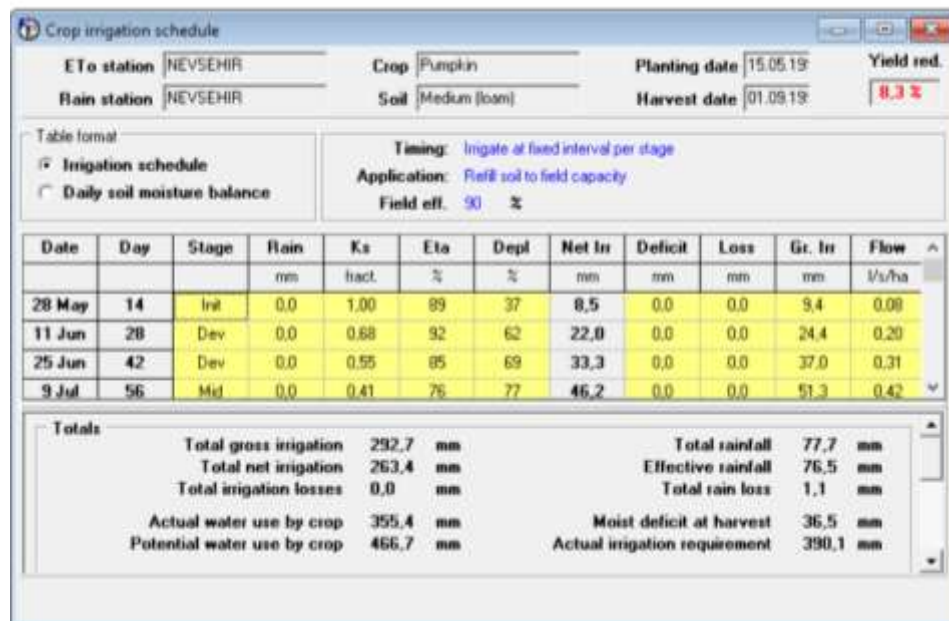 Crop irrigation schedule
ETo station NEVSEHIR Crop Pumpkin Planting date 15.05.19 Yield red.
Rain station NEVSEHIR Soil Medium (loam) Harvest date 01.09.19 8,3 %
Table format
Irrigation schedule
Daily soil moisture balance
Timing: Irrigate at fixed interval per stage
Application: Refill soil to field capacity
Field eff. 90 %
Date Day Stage Rain Ks Eta Depl Net Irr Deficit Loss Gr. Irr Flow
mm fract. % % mm mm mm mm l/s/ha
28 May 14 Init 0,0 1,00 89 37 8,5 0,0 0,0 9,4 0,08
11 Jun 28 Dev 0,0 0,68 92 62 22,0 0,0 0,0 24,4 0,20
25 Jun 42 Dev 0,0 0,55 85 69 33,3 0,0 0,0 37,0 0,31
9 Jul 56 Mid 0,0 0,41 76 77 46,2 0,0 0,0 51,3 0,42
Totals
Total gross irrigation 292,7 mm Total rainfall 77,7 mm
Total net irrigation 263,4 mm Effective rainfall 76,5 mm
Total irrigation losses 0,0 mm Total rain loss 1,1 mm
Actual water use by crop 355,4 mm Moist deficit at harvest 36,5 mm
Potential water use by crop 466,7 mm Actual irrigation requirement 390,1 mm